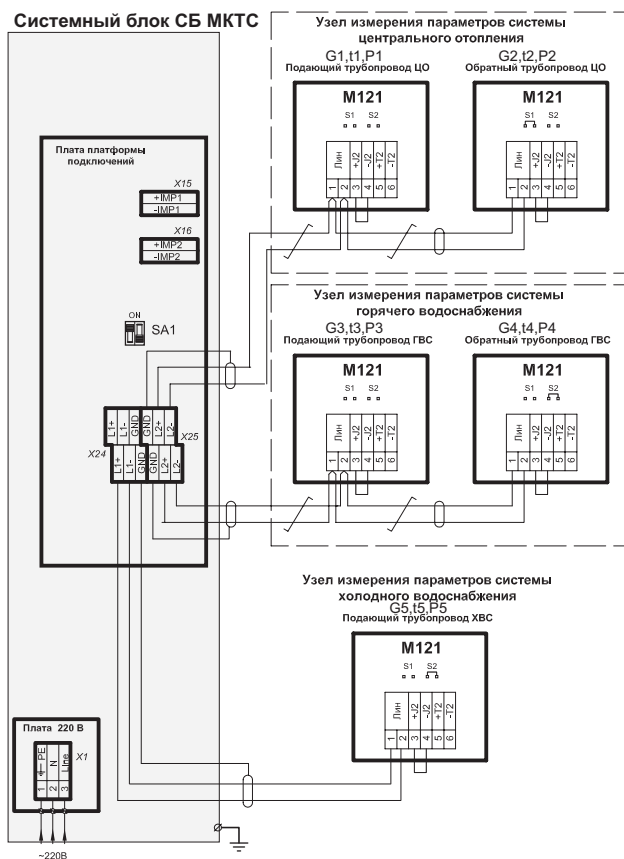 Системный блок СБ МКТС
Узел измерения параметров системы
центрального отопления
G1,t1,P1
Подающий трубопровод ЦО
G2,t2,P2
Обратный трубопровод ЦО
М121
S1 S2
Лин +J2 -J2 +T2 -T2
1 2 3 4 5 6
М121
S1 S2
Лин +J2 -J2 +T2 -T2
1 2 3 4 5 6
Плата платформы
подключений
X15
+IMP1
-IMP1
X16
+IMP2
-IMP2
ON
SA1
Узел измерения параметров системы
горячего водоснабжения
G3,t3,P3
Подающий трубопровод ГВС
G4,t4,P4
Обратный трубопровод ГВС
М121
S1 S2
Лин +J2 -J2 +T2 -T2
1 2 3 4 5 6
М121
S1 S2
Лин +J2 -J2 +T2 -T2
1 2 3 4 5 6
L1+ L1- GND GND L2+ L2-
X25
X24
L1+ L1- GND GND L2+ L2-
Узел измерения параметров системы
холодного водоснабжения
G5,t5,P5
Подающий трубопровод ХВС
М121
S1 S2
Лин +J2 -J2 +T2 -T2
1 2 3 4 5 6
Плата 220 В
X1
PE N Line
1 2 3
~220В